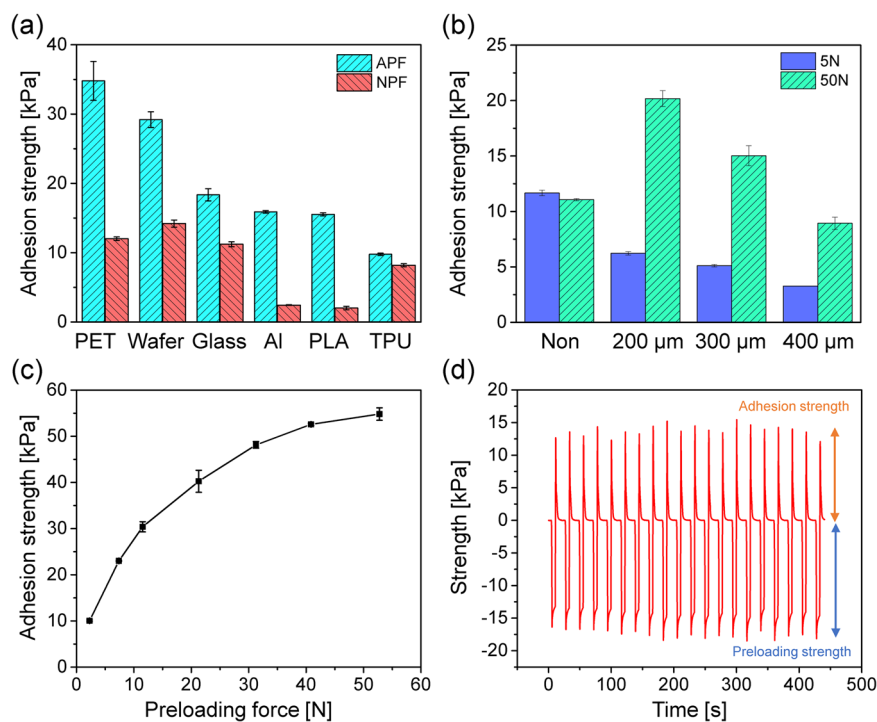 (a)
Adhesion strength [kPa]
40
30
20
10
0
APF
NPF
PET Wafer Glass Al PLA TPU
(b)
Adhesion strength [kPa]
25
20
15
10
5
0
5N
50N
Non 200 μm 300 μm 400 μm
(c)
Adhesion strength [kPa]
60
50
40
30
20
10
0
0 10 20 30 40 50 60
Preloading force [N]
(d)
Strength [kPa]
20
15
10
5
0
-5
-10
-15
-20
Adhesion strength
Preloading strength
0 100 200 300 400 500
Time [s]